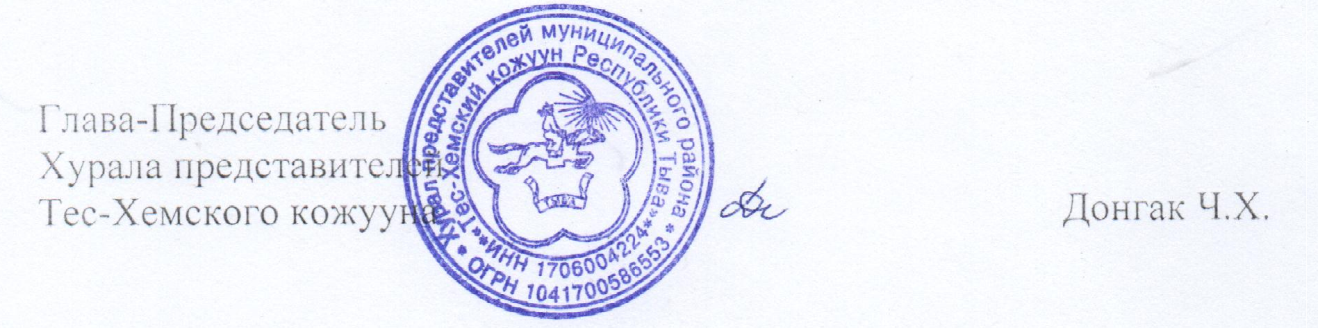 Глава-Председатель
Хурала представителей
Тес-Хемского кожууна
Донгак Ч.Х.
* Хурал представителей муниципального района *
"Тес-Хемский кожуун Республики Тыва"
**ИНН 1706004224**
ОГРН 1041700586553